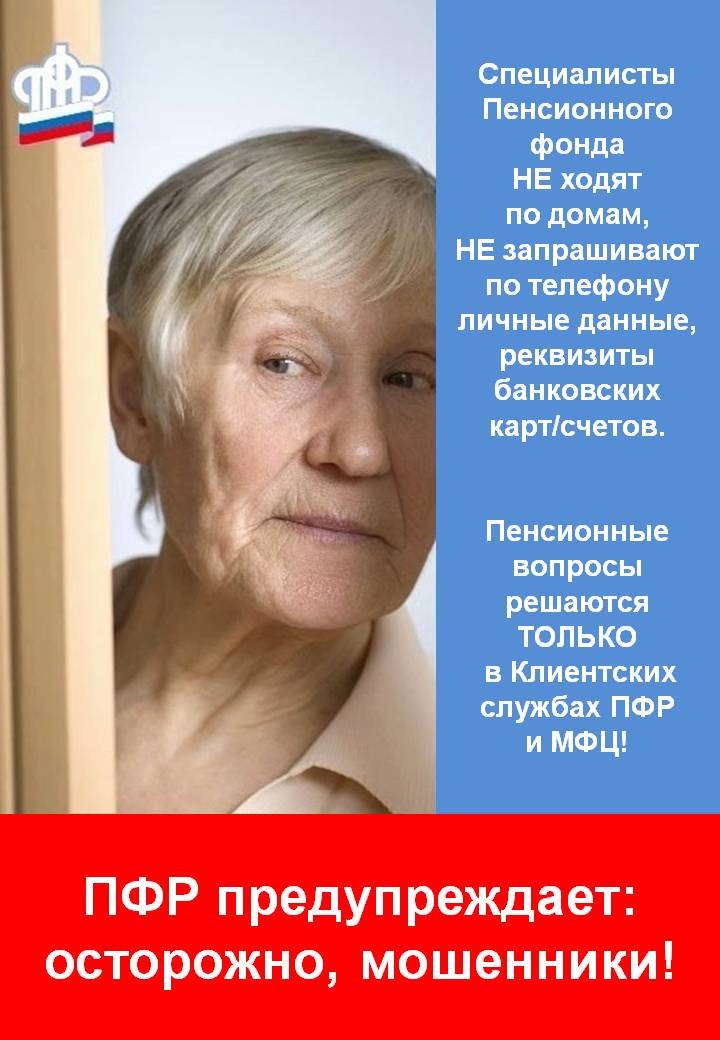 ПФР
Специалисты
Пенсионного
фонда
НЕ ходят
по домам,
НЕ запрашивают
по телефону
личные данные,
реквизиты
банковских
карт/счетов.
Пенсионные
вопросы
решаются
ТОЛЬКО
в Клиентских
службах ПФР
и МФЦ!
ПФР предупреждает:
осторожно, мошенники!